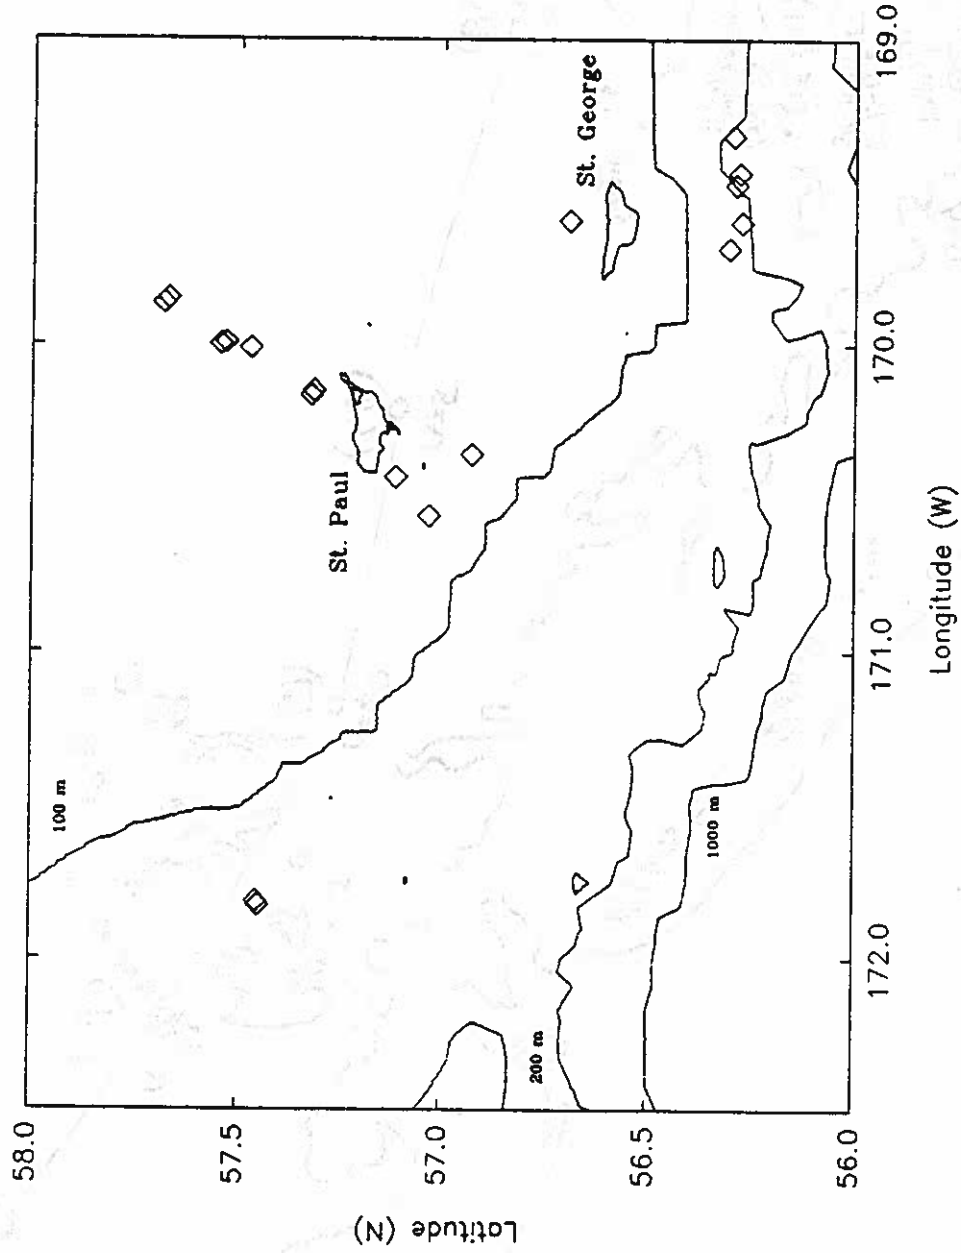 58.0
57.5
57.0
56.5
56.0
Latitude (N)
172.0
171.0
170.0
169.0
Longitude (W)
100 m
200 m
1000 m
St. Paul
St. George